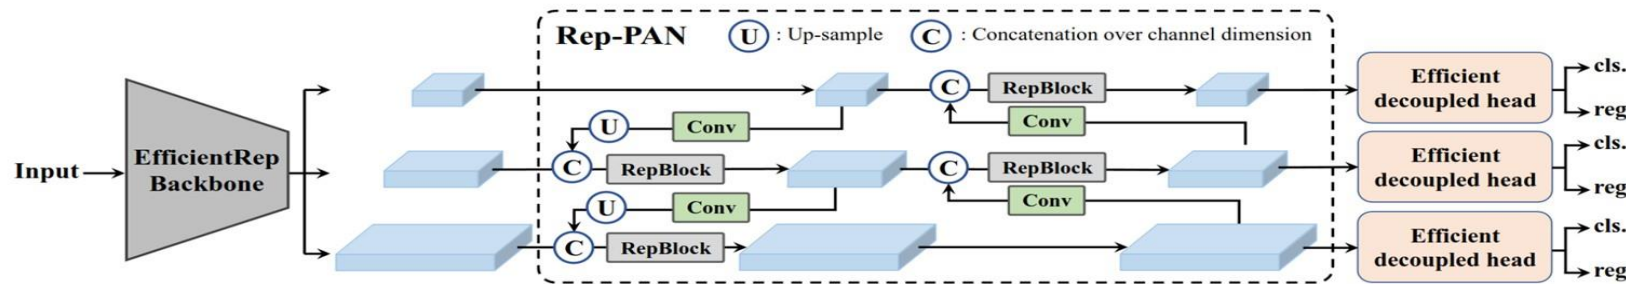 Rep-PAN
U : Up-sample
C : Concatenation over channel dimension
Input
EfficientRep
Backbone
C
RepBlock
Conv
U
Conv
C
RepBlock
C
RepBlock
Conv
U
Conv
C
RepBlock
Efficient
decoupled head
cls.
reg
Efficient
decoupled head
cls.
reg
Efficient
decoupled head
cls.
reg